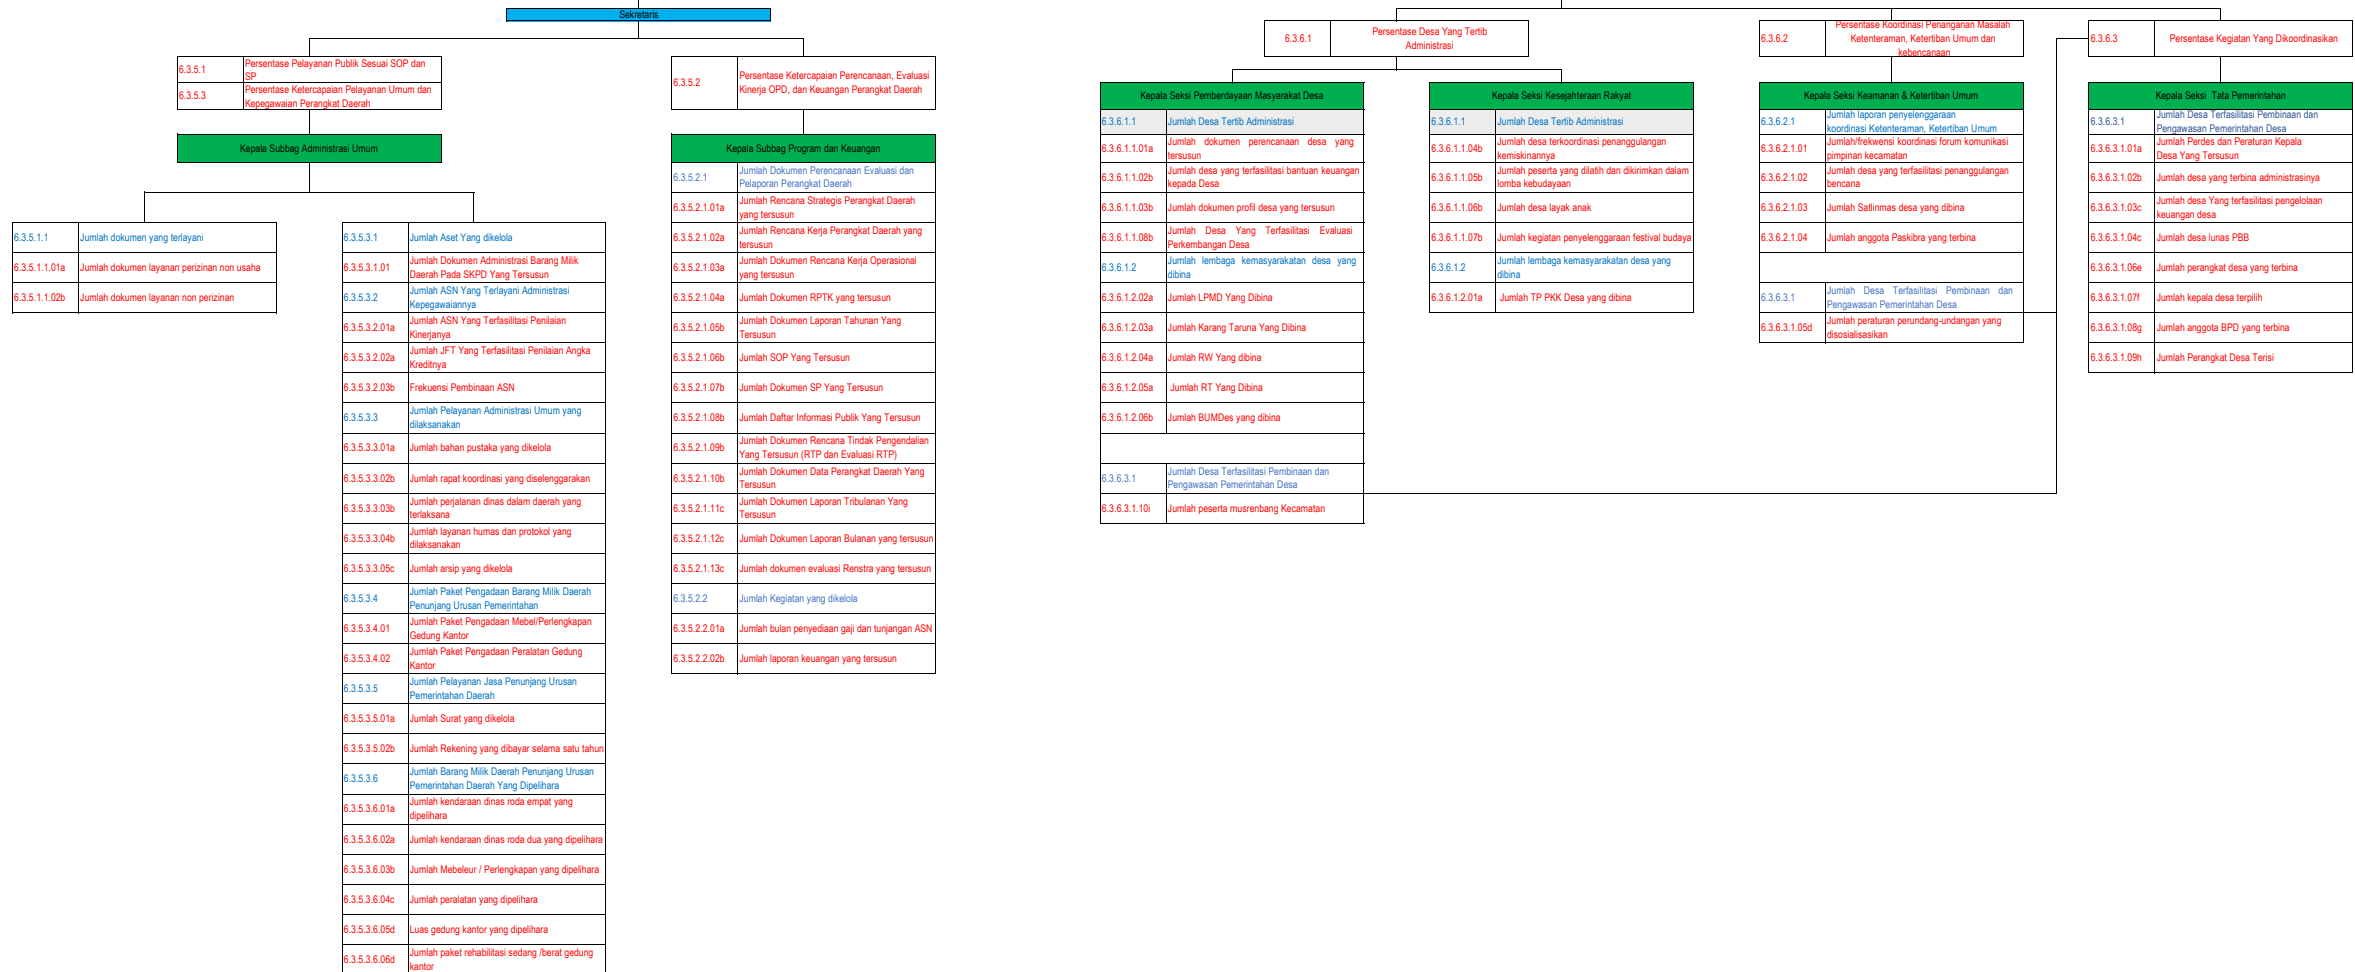 Sekretaris
6.3.5.1
Persentase Pelayanan Publik Sesuai SOP dan
SP
6.3.5.3
Persentase Ketercapaian Pelayanan Umum dan
Kepegawaian Perangkat Daerah
Kepala Subbag Administrasi Umum
6.3.5.1.1
Jumlah dokumen yang terlayani
6.3.5.1.1.01a
Jumlah dokumen layanan perizinan non usaha
6.3.5.1.1.02b
Jumlah dokumen layanan non perizinan
6.3.5.3.1
Jumlah Aset Yang dikelola
6.3.5.3.1.01
Jumlah Dokumen Administrasi Barang Milik
Daerah Pada SKPD Yang Tersusun
6.3.5.3.2
Jumlah ASN Yang Terlayani Administrasi
Kepegawaiannya
6.3.5.3.2.01a
Jumlah ASN Yang Terfasilitasi Penilaian
Kinerjanya
6.3.5.3.2.02a
Jumlah JFT Yang Terfasilitasi Penilaian Angka
Kreditnya
6.3.5.3.2.03b
Frekuensi Pembinaan ASN
6.3.5.3.3
Jumlah Pelayanan Administrasi Umum yang
dilaksanakan
6.3.5.3.3.01a
Jumlah bahan pustaka yang dikelola
6.3.5.3.3.02b
Jumlah rapat koordinasi yang diselenggarakan
6.3.5.3.3.03b
Jumlah perjalanan dinas dalam daerah yang
terlaksana
6.3.5.3.3.04b
Jumlah layanan humas dan protokol yang
dilaksanakan
6.3.5.3.3.05c
Jumlah arsip yang dikelola
6.3.5.3.4
Jumlah Paket Pengadaan Barang Milik Daerah
Penunjang Urusan Pemerintahan
6.3.5.3.4.01
Jumlah Paket Pengadaan Mebel/Perlengkapan
Gedung Kantor
6.3.5.3.4.02
Jumlah Paket Pengadaan Peralatan Gedung
Kantor
6.3.5.3.5
Jumlah Pelayanan Jasa Penunjang Urusan
Pemerintahan Daerah
6.3.5.3.5.01a
Jumlah Surat yang dikelola
6.3.5.3.5.02b
Jumlah Rekening yang dibayar selama satu tahun
6.3.5.3.6
Jumlah Barang Milik Daerah Penunjang Urusan
Pemerintahan Daerah Yang Dipelihara
6.3.5.3.6.01a
Jumlah kendaraan dinas roda empat yang
dipelihara
6.3.5.3.6.02a
Jumlah kendaraan dinas roda dua yang dipelihara
6.3.5.3.6.03b
Jumlah Mebeleur / Perlengkapan yang dipelihara
6.3.5.3.6.04c
Jumlah peralatan yang dipelihara
6.3.5.3.6.05d
Luas gedung kantor yang dipelihara
6.3.5.3.6.06d
Jumlah paket rehabilitasi sedang /berat gedung
kantor
6.3.5.2
Persentase Ketercapaian Perencanaan, Evaluasi
Kinerja OPD, dan Keuangan Perangkat Daerah
Kepala Subbag Program dan Keuangan
6.3.5.2.1
Jumlah Dokumen Perencanaan Evaluasi dan
Pelaporan Perangkat Daerah
6.3.5.2.1.01a
Jumlah Rencana Strategis Perangkat Daerah
yang tersusun
6.3.5.2.1.02a
Jumlah Rencana Kerja Perangkat Daerah yang
tersusun
6.3.5.2.1.03a
Jumlah Dokumen Rencana Kerja Operasional
yang tersusun
6.3.5.2.1.04a
Jumlah Dokumen RPTK yang tersusun
6.3.5.2.1.05b
Jumlah Dokumen Laporan Tahunan Yang
Tersusun
6.3.5.2.1.06b
Jumlah SOP Yang Tersusun
6.3.5.2.1.07b
Jumlah Dokumen SP Yang Tersusun
6.3.5.2.1.08b
Jumlah Daftar Informasi Publik Yang Tersusun
6.3.5.2.1.09b
Jumlah Dokumen Rencana Tindak Pengendalian
Yang Tersusun (RTP dan Evaluasi RTP)
6.3.5.2.1.10b
Jumlah Dokumen Data Perangkat Daerah Yang
Tersusun
6.3.5.2.1.11c
Jumlah Dokumen Laporan Tribulanan Yang
Tersusun
6.3.5.2.1.12c
Jumlah Dokumen Laporan Bulanan yang tersusun
6.3.5.2.1.13c
Jumlah dokumen evaluasi Renstra yang tersusun
6.3.5.2.2
Jumlah Kegiatan yang dikelola
6.3.5.2.2.01a
Jumlah bulan penyediaan gaji dan tunjangan ASN
6.3.5.2.2.02b
Jumlah laporan keuangan yang tersusun
6.3.6.1
Persentase Desa Yang Tertib
Administrasi
Kepala Seksi Pemberdayaan Masyarakat Desa
6.3.6.1.1
Jumlah Desa Tertib Administrasi
6.3.6.1.1.01a
Jumlah dokumen perencanaan desa yang
tersusun
6.3.6.1.1.02b
Jumlah desa yang terfasilitasi bantuan keuangan
kepada Desa
6.3.6.1.1.03b
Jumlah dokumen profil desa yang tersusun
6.3.6.1.1.08b
Jumlah Desa Yang Terfasilitasi Evaluasi
Perkembangan Desa
6.3.6.1.2
Jumlah lembaga kemasyarakatan desa yang
dibina
6.3.6.1.2.02a
Jumlah LPMD Yang Dibina
6.3.6.1.2.03a
Jumlah Karang Taruna Yang Dibina
6.3.6.1.2.04a
Jumlah RW Yang dibina
6.3.6.1.2.05a
Jumlah RT Yang Dibina
6.3.6.1.2.06b
Jumlah BUMDes yang dibina
6.3.6.3.1
Jumlah Desa Terfasilitasi Pembinaan dan
Pengawasan Pemerintahan Desa
6.3.6.3.1.10i
Jumlah peserta musrenbang Kecamatan
Kepala Seksi Kesejahteraan Rakyat
6.3.6.1.1
Jumlah Desa Tertib Administrasi
6.3.6.1.1.04b
Jumlah desa terkoordinasi penanggulangan
kemiskinannya
6.3.6.1.1.05b
Jumlah peserta yang dilatih dan dikirimkan dalam
lomba kebudayaan
6.3.6.1.1.06b
Jumlah desa layak anak
6.3.6.1.1.07b
Jumlah kegiatan penyelenggaraan festival budaya
6.3.6.1.2
Jumlah lembaga kemasyarakatan desa yang
dibina
6.3.6.1.2.01a
Jumlah TP PKK Desa yang dibina
6.3.6.2
Persentase Koordinasi Penanganan Masalah
Ketenteraman, Ketertiban Umum dan
kebencanaan
Kepala Seksi Keamanan & Ketertiban Umum
6.3.6.2.1
Jumlah laporan penyelenggaraan
koordinasi Ketenteraman, Ketertiban Umum
6.3.6.2.1.01
Jumlah/frekwensi koordinasi forum komunikasi
pimpinan kecamatan
6.3.6.2.1.02
Jumlah desa yang terfasilitasi penanggulangan
bencana
6.3.6.2.1.03
Jumlah Satlinmas desa yang dibina
6.3.6.2.1.04
Jumlah anggota Paskibra yang terbina
6.3.6.3.1
Jumlah Desa Terfasilitasi Pembinaan dan
Pengawasan Pemerintahan Desa
6.3.6.3.1.05d
Jumlah peraturan perundang-undangan yang
disosialisasikan
6.3.6.3
Persentase Kegiatan Yang Dikoordinasikan
Kepala Seksi Tata Pemerintahan
6.3.6.3.1
Jumlah Desa Terfasilitasi Pembinaan dan
Pengawasan Pemerintahan Desa
6.3.6.3.1.01a
Jumlah Perdes dan Peraturan Kepala
Desa Yang Tersusun
6.3.6.3.1.02b
Jumlah desa yang terbina administrasinya
6.3.6.3.1.03c
Jumlah desa Yang terfasilitasi pengelolaan
keuangan desa
6.3.6.3.1.04c
Jumlah desa lunas PBB
6.3.6.3.1.06e
Jumlah perangkat desa yang terbina
6.3.6.3.1.07f
Jumlah kepala desa terpilih
6.3.6.3.1.08g
Jumlah anggota BPD yang terbina
6.3.6.3.1.09h
Jumlah Perangkat Desa Terisi